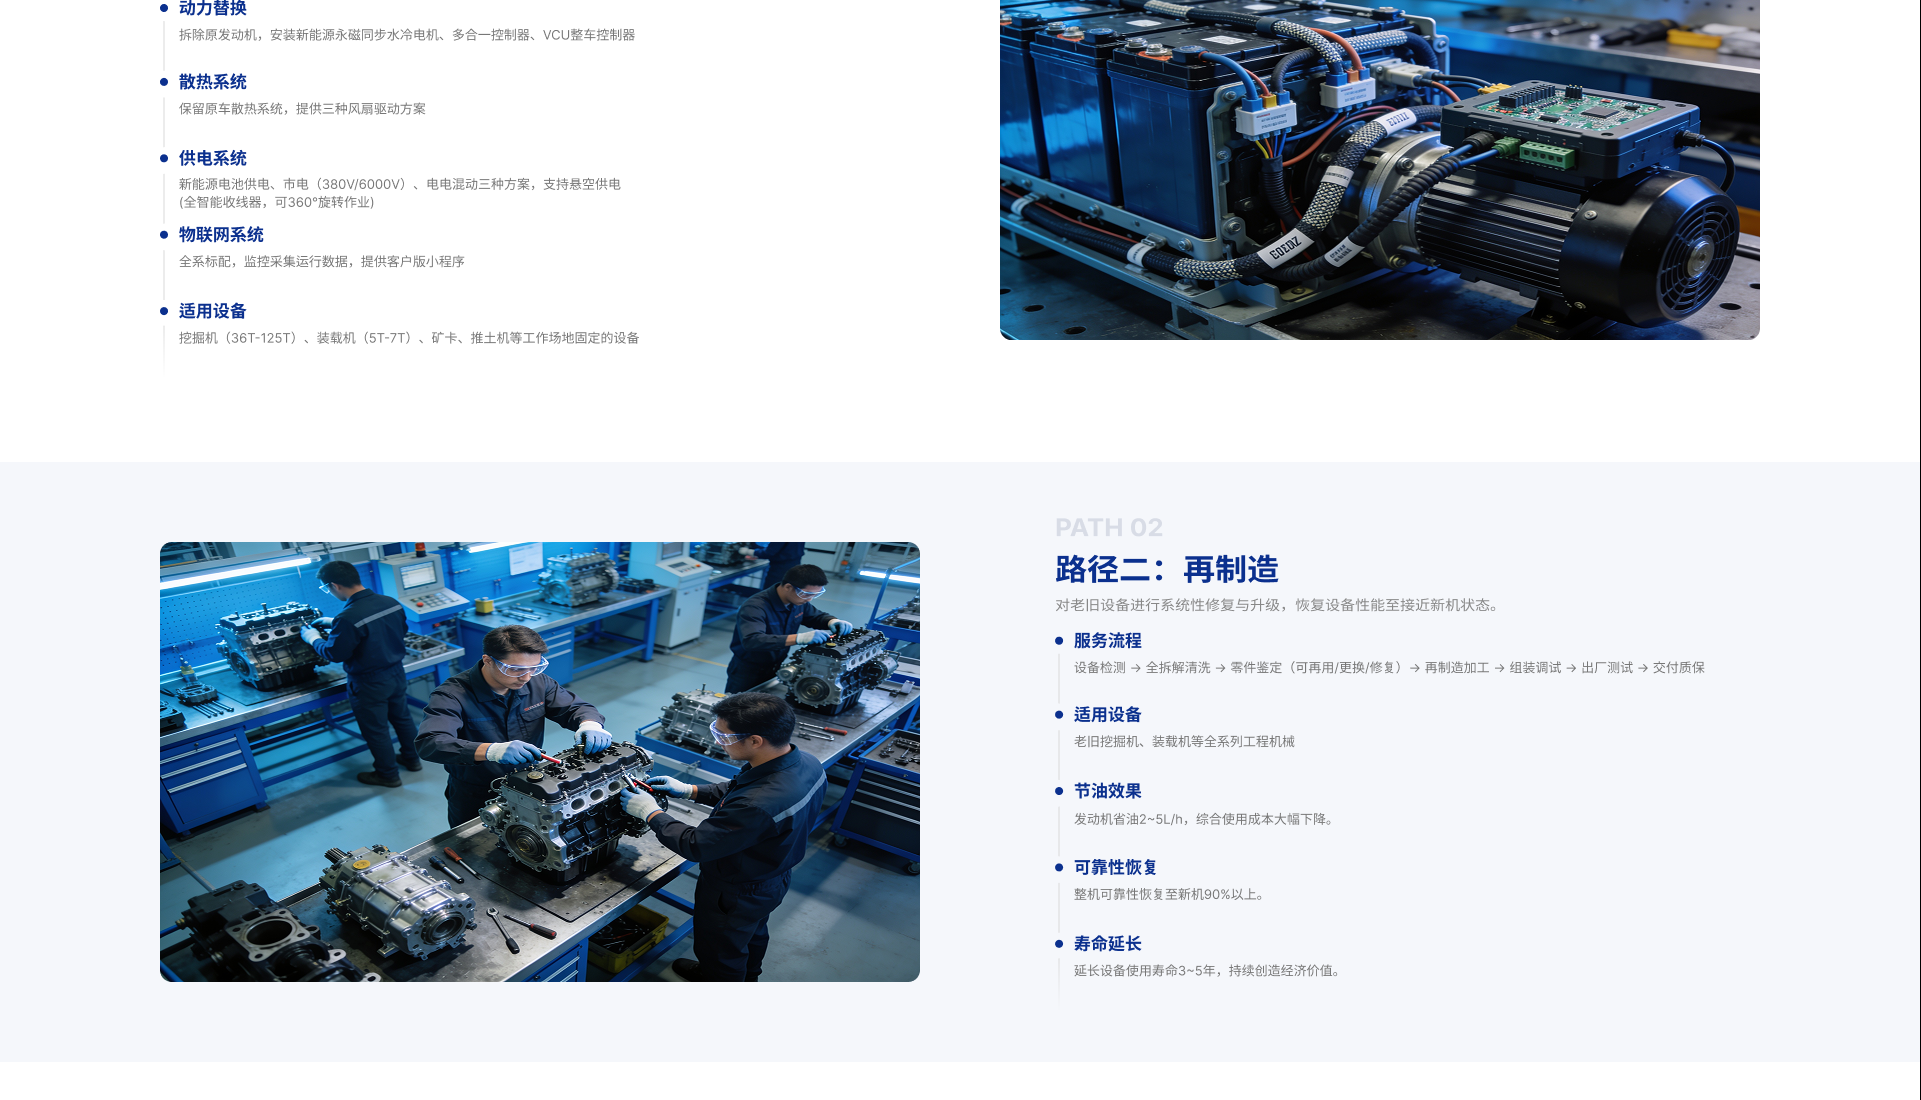 动力替换
拆除原发动机，安装新能源永磁同步水冷电机、多合一控制器、VCU整车控制器
散热系统
保留原车散热系统，提供三种风扇驱动方案
供电系统
新能源电池供电、市电（380V/6000V）、电电混动三种方案，支持悬空供电
(全智能收线器，可360°旋转作业)
物联网系统
全系标配，监控采集运行数据，提供客户版小程序
适用设备
挖掘机（36T-125T）、装载机（5T-7T）、矿卡、推土机等工作场地固定的设备
PATH 02
路径二：再制造
对老旧设备进行系统性修复与升级，恢复设备性能至接近新机状态。
服务流程
设备检测 → 全拆解清洗 → 零件鉴定（可再用/更换/修复）→ 再制造加工 → 组装调试 → 出厂测试 → 交付质保
适用设备
老旧挖掘机、装载机等全系列工程机械
节油效果
发动机省油2~5L/h，综合使用成本大幅下降。
可靠性恢复
整机可靠性恢复至新机90%以上。
寿命延长
延长设备使用寿命3~5年，持续创造经济价值。